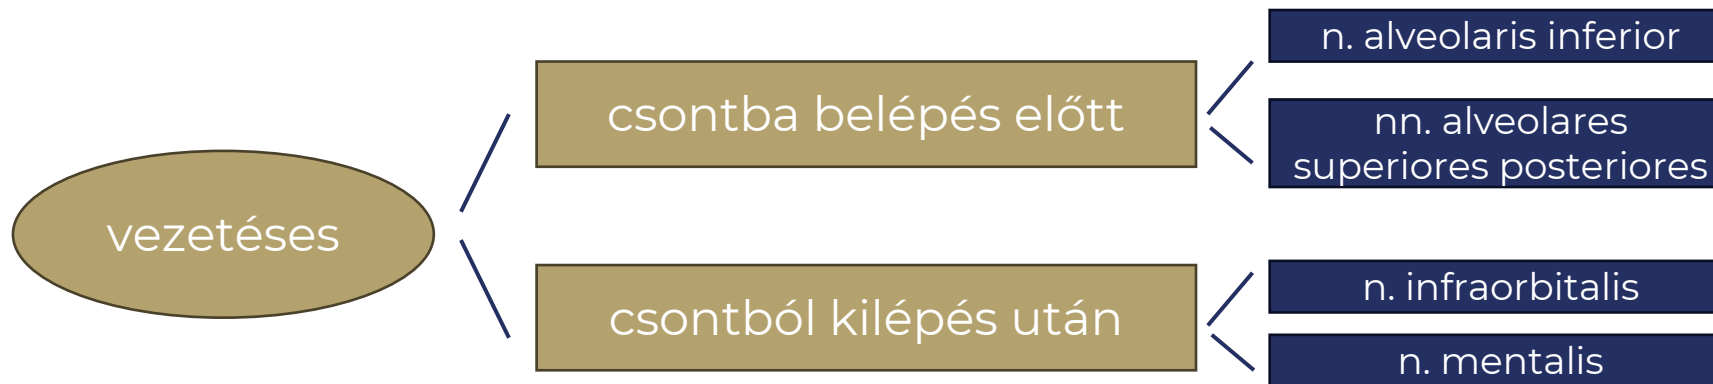 vezetéses
csontba belépés előtt
n. alveolaris inferior
nn. alveolares
superiores posteriores
csontból kilépés után
n. infraorbitalis
n. mentalis